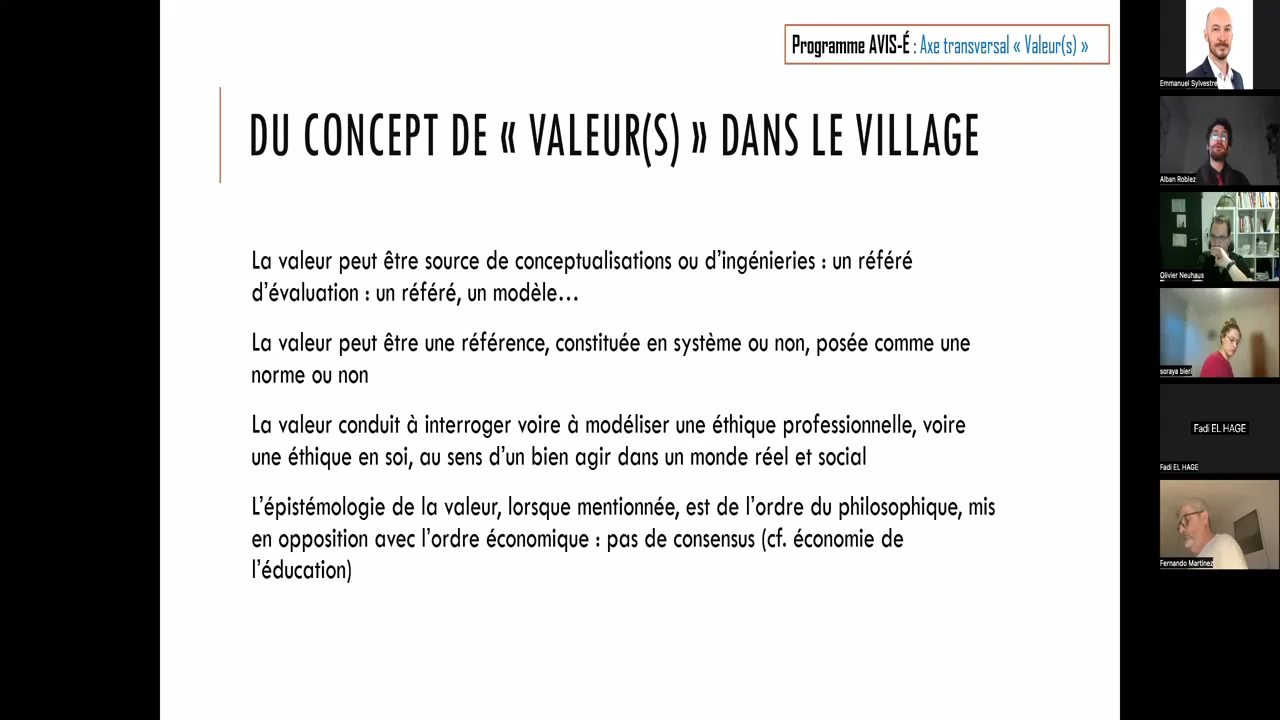 Programme AVIS-É : Axe transversal « Valeur(s) »
DU CONCEPT DE « VALEUR(S) » DANS LE VILLAGE
La valeur peut être source de conceptualisations ou d’ingénieries : un référé
d’évaluation : un référé, un modèle…
La valeur peut être une référence, constituée en système ou non, posée comme une
norme ou non
La valeur conduit à interroger voire à modéliser une éthique professionnelle, voire
une éthique en soi, au sens d’un bien agir dans un monde réel et social
L’épistémologie de la valeur, lorsque mentionnée, est de l’ordre du philosophique, mis
en opposition avec l’ordre économique : pas de consensus (cf. économie de
l’éducation)
Emmanuel Sylvestre
Alban Roblez
Olivier Neuhaus
soraya bieri
Fadi EL HAGE
Fadi EL HAGE
Fernando Martinez